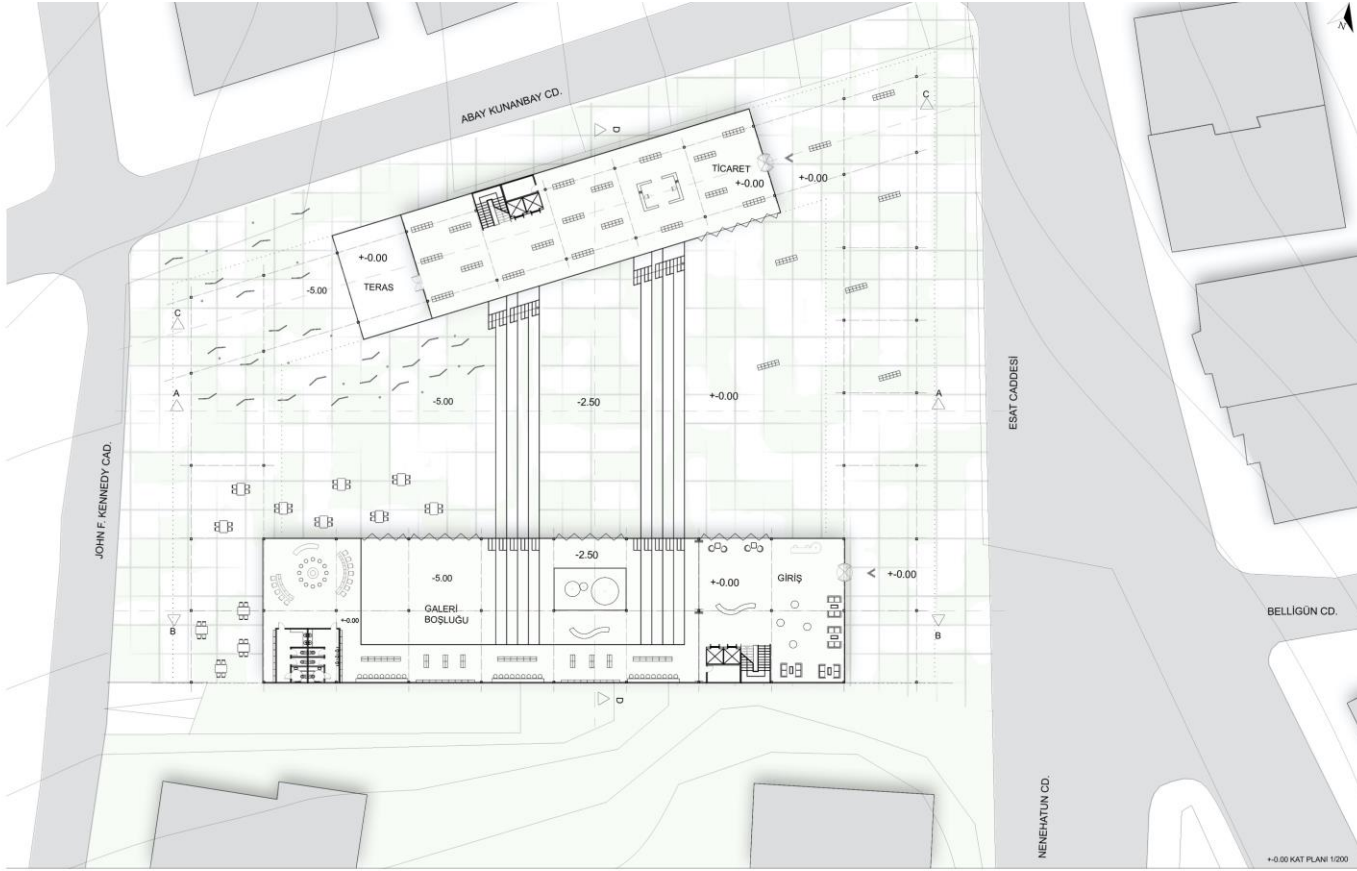 N
ABAY KUNANBAY CD.
C
D
TİCARET
+-0.00
+-0.00
+-0.00
TERAS
-5.00
C
A
-5.00
-2.50
+-0.00
A
ESAT CADDESİ
JOHN F. KENNEDY CAD.
-2.50
-5.00
+-0.00
GİRİŞ
+-0.00
GALERİ
BOŞLUĞU
+-0.00
B
B
BELLİGÜN CD.
D
NENEHATUN CD.
+-0.00 KAT PLANI 1/200